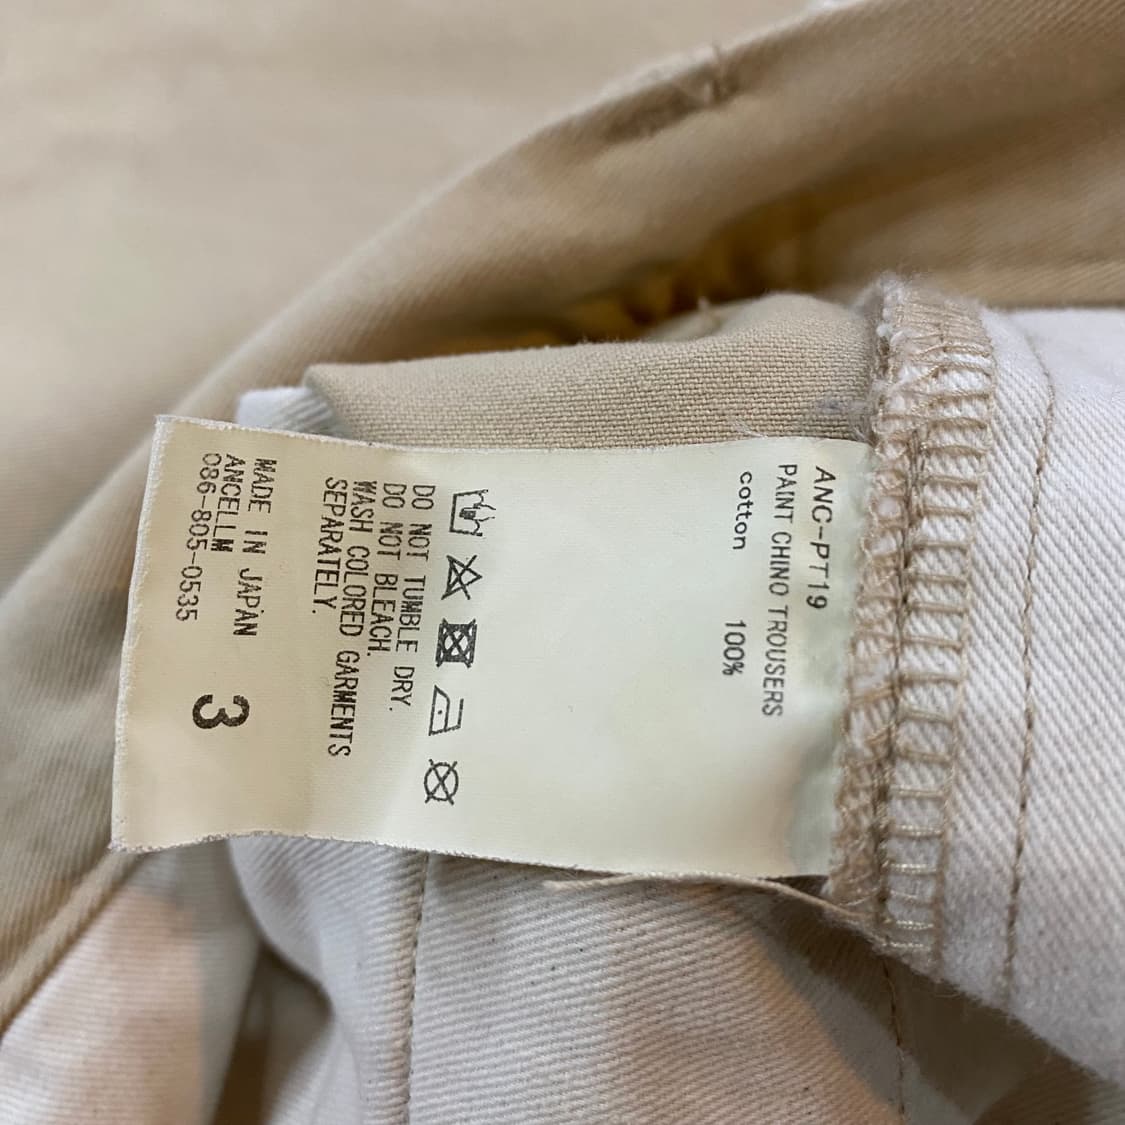 ANC-PT19
PAINT CHINO TROUSERS
cotton 100%
DO NOT TUMBLE DRY.
DO NOT BLEACH.
WASH COLORED GARMENTS
SEPARATELY.
MADE IN JAPAN
ANCELLM
086-805-0535
3